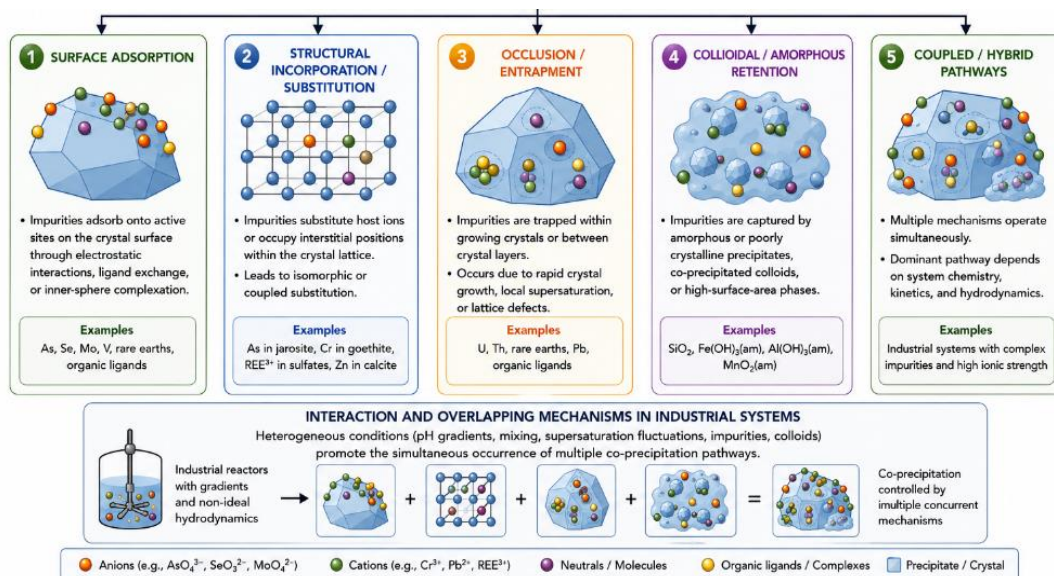 1 SURFACE ADSORPTION
• Impurities adsorb onto active
sites on the crystal surface
through electrostatic
interactions, ligand exchange,
or inner-sphere complexation.
Examples
As, Se, Mo, V, rare earths,
organic ligands
2 STRUCTURAL
INCORPORATION /
SUBSTITUTION
• Impurities substitute host ions
or occupy interstitial positions
within the crystal lattice.
• Leads to isomorphic or
coupled substitution.
Examples
As in jarosite, Cr in goethite,
REE³⁺ in sulfates, Zn in calcite
3 OCCLUSION /
ENTRAPMENT
• Impurities are trapped within
growing crystals or between
crystal layers.
• Occurs due to rapid crystal
growth, local supersaturation,
or lattice defects.
Examples
U, Th, rare earths, Pb,
organic ligands
4 COLLOIDAL / AMORPHOUS
RETENTION
• Impurities are captured by
amorphous or poorly
crystalline precipitates,
co-precipitated colloids,
or high-surface-area phases.
Examples
SiO₂, Fe(OH)₃(am), Al(OH)₃(am),
MnO₂(am)
5 COUPLED / HYBRID
PATHWAYS
• Multiple mechanisms operate
simultaneously.
• Dominant pathway depends
on system chemistry,
kinetics, and hydrodynamics.
Examples
Industrial systems with complex
impurities and high ionic strength
INTERACTION AND OVERLAPPING MECHANISMS IN INDUSTRIAL SYSTEMS
Heterogeneous conditions (pH gradients, mixing, supersaturation fluctuations, impurities, colloids)
promote the simultaneous occurrence of multiple co-precipitation pathways.
Industrial reactors
with gradients
and non-ideal
hydrodynamics
+ + + =
Co-precipitation
controlled by
multiple concurrent
mechanisms
Anions (e.g., AsO₄³⁻, SeO₃²⁻, MoO₄²⁻) Cations (e.g., Cr³⁺, Pb²⁺, REE³⁺) Neutrals / Molecules Organic ligands / Complexes Precipitate / Crystal